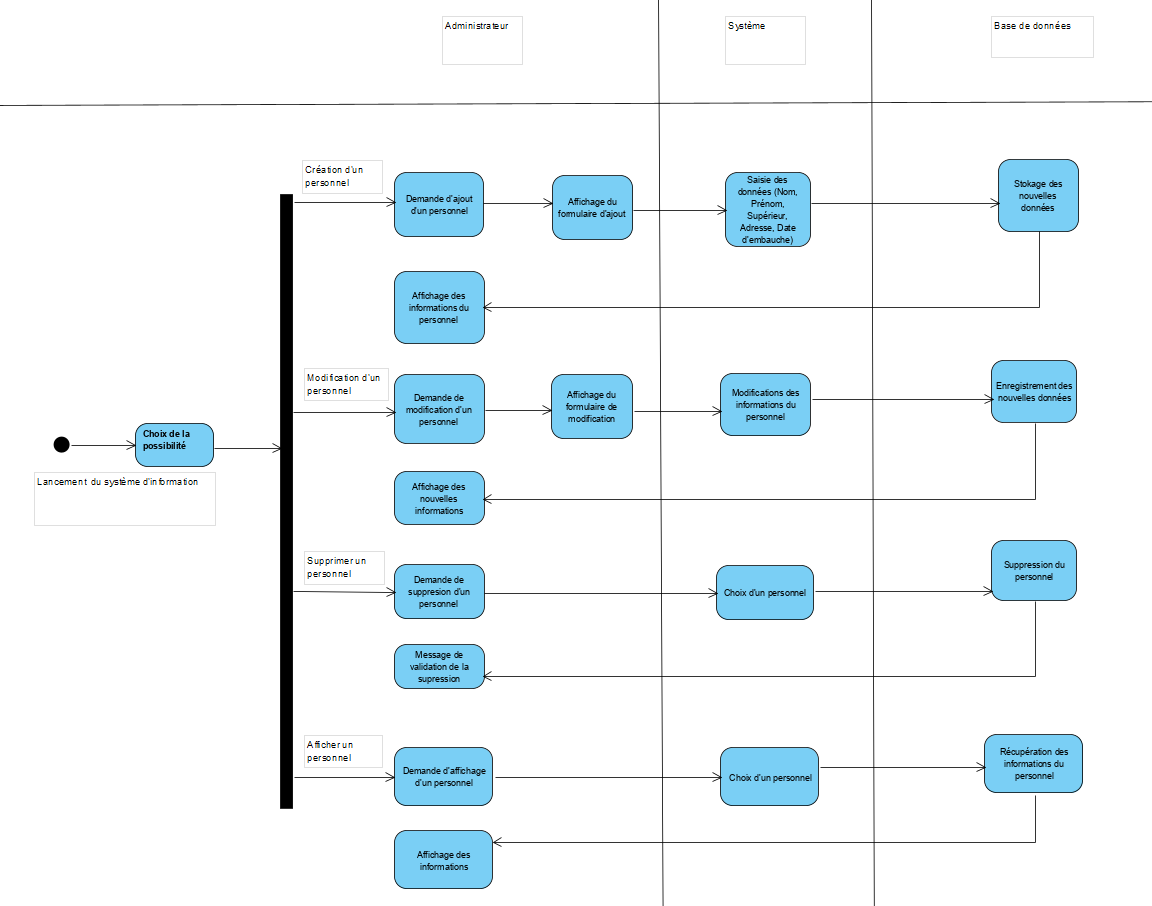 Administrateur
Système
Base de données
Création d'un
personnel
Demande d'ajout
d'un personnel
Affichage du
formulaire d'ajout
Saisie des
données (Nom,
Prénom,
Supérieur,
Adresse, Date
d'embauche)
Stokage des
nouvelles
données
Affichage des
informations du
personnel
Modification d'un
personnel
Demande de
modification d'un
personnel
Affichage du
formulaire de
modification
Modifications des
informations du
personnel
Enregistrement des
nouvelles données
Choix de la
possibilité
Lancement du système d'information
Affichage des
nouvelles
informations
Supprimer un
personnel
Demande de
suppresion d'un
personnel
Choix d'un personnel
Suppression du
personnel
Message de
validation de la
supression
Afficher un
personnel
Demande d'affichage
d'un personnel
Choix d'un personnel
Récupération des
informations du
personnel
Affichage des
informations